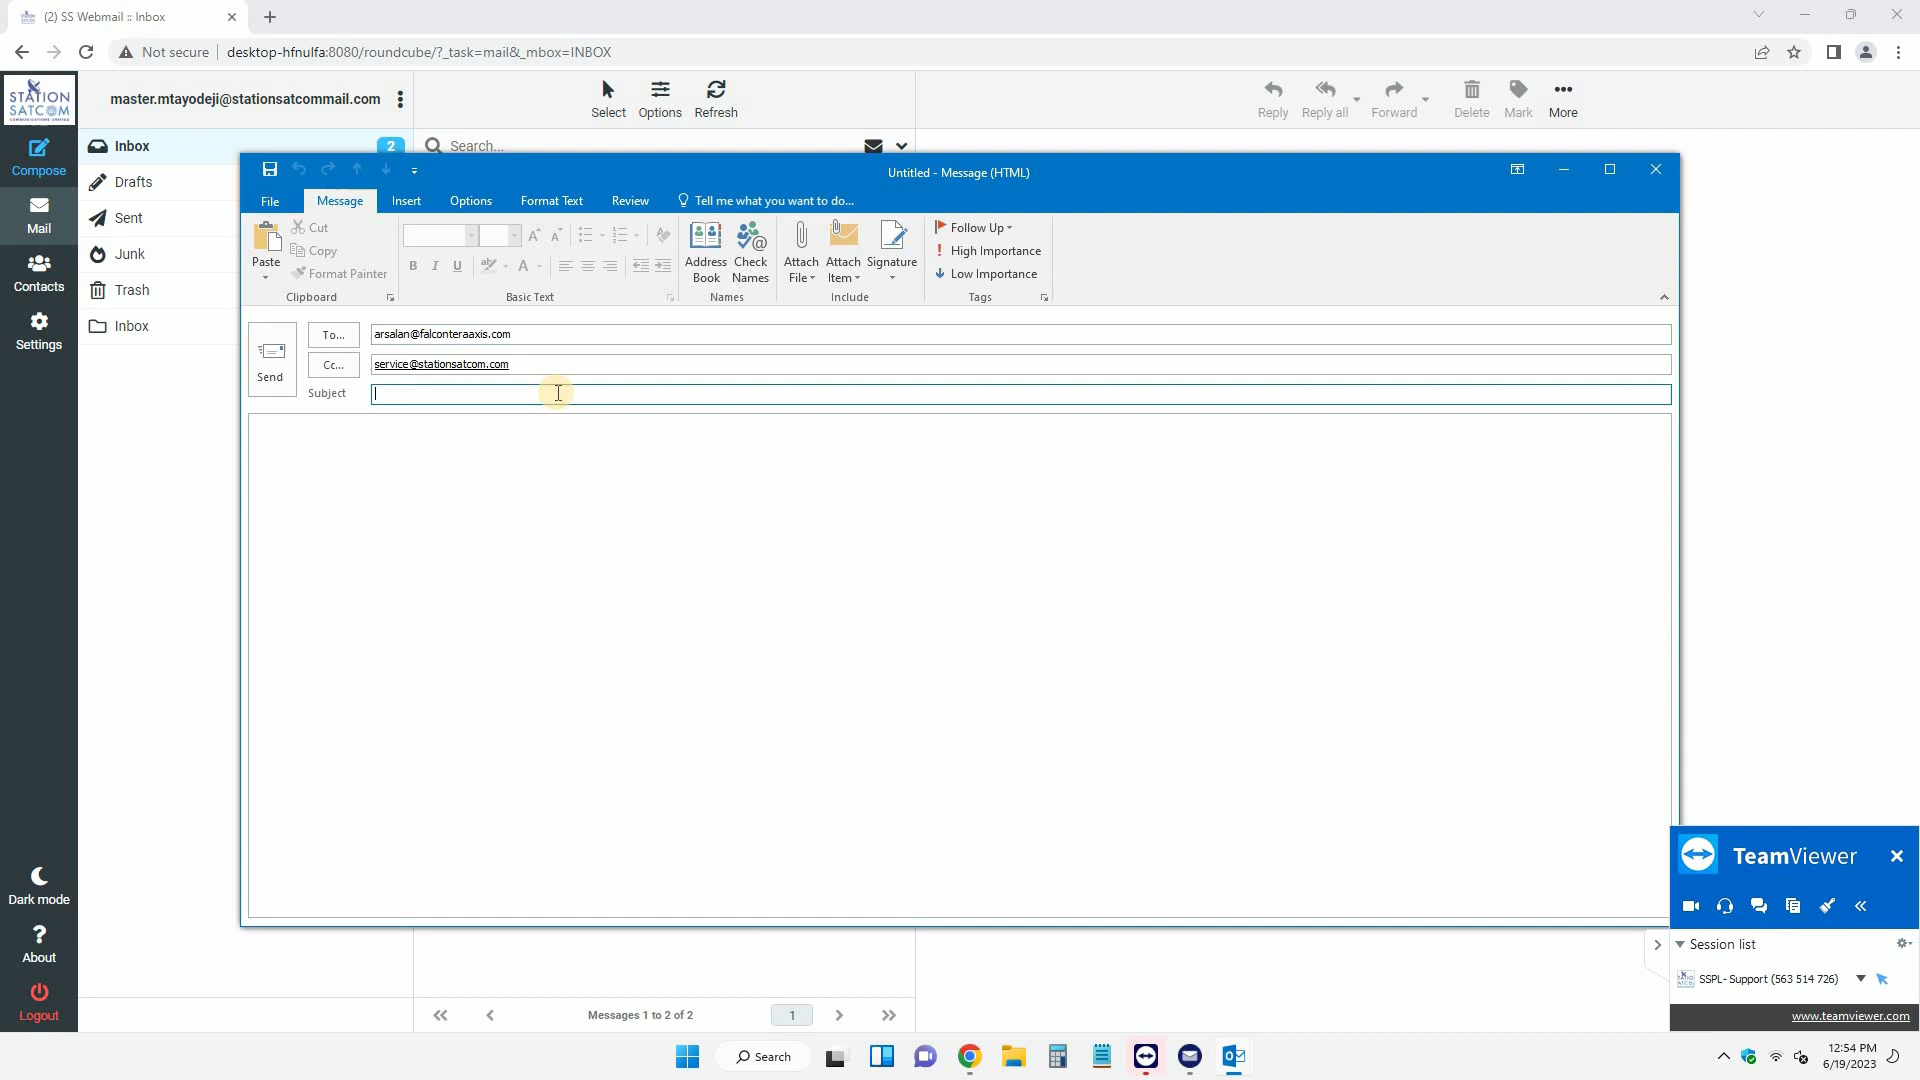 (2) SS Webmail :: Inbox
Not secure
desktop-hfnulfa:8080/roundcube/?_task=mail&_mbox=INBOX
STATION
SATCOM
master.mtayodeji@stationsatcommail.com
Select
Options
Refresh
Reply
Reply all
Forward
Delete
Mark
More
Compose
Mail
Contacts
Settings
Dark mode
About
Logout
Inbox
2
Drafts
Sent
Junk
Trash
Inbox
Search...
Untitled - Message (HTML)
File
Message
Insert
Options
Format Text
Review
Tell me what you want to do...
Paste
Cut
Copy
Format Painter
Clipboard
B I U
Basic Text
Address
Book
Check
Names
Names
Attach
File
Attach
Item
Signature
Include
Follow Up
High Importance
Low Importance
Tags
Send
To...
arsalan@falconteraaxis.com
Cc...
service@stationsatcom.com
Subject
Messages 1 to 2 of 2
1
TeamViewer
Session list
SSPL- Support (563 514 726)
www.teamviewer.com
Search
12:54 PM
6/19/2023